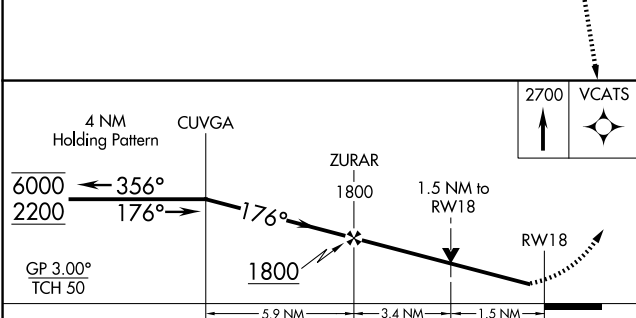 2700 VCATS
4 NM
Holding Pattern
CUVGA
ZURAR
1800
1.5 NM to
RW18
6000 356°
2200 176°
176°
RW18
1800
GP 3.00°
TCH 50
5.9 NM 3.4 NM 1.5 NM